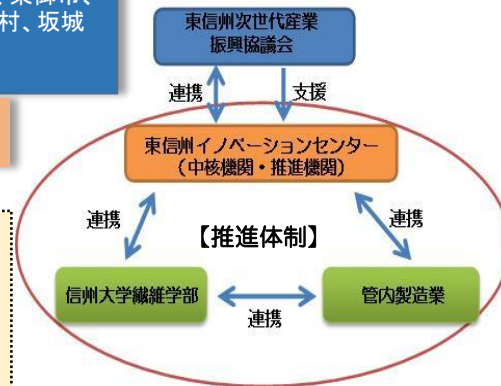 東御市、
村、坂城
東信州次世代産業
振興協議会
連携
支援
東信州イノベーションセンター
（中核機関・推進機関）
連携
【推進体制】
連携
信州大学繊維学部
管内製造業
連携